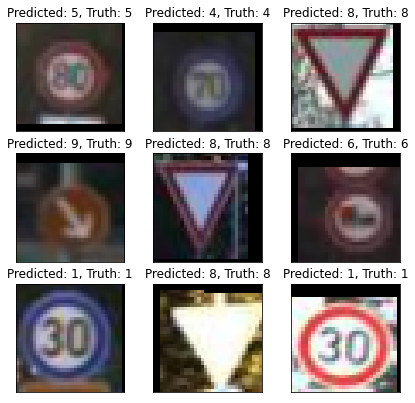 Predicted: 5, Truth: 5
Predicted: 4, Truth: 4
Predicted: 8, Truth: 8
80
70
Predicted: 9, Truth: 9
Predicted: 8, Truth: 8
Predicted: 6, Truth: 6
Predicted: 1, Truth: 1
Predicted: 8, Truth: 8
Predicted: 1, Truth: 1
30
30